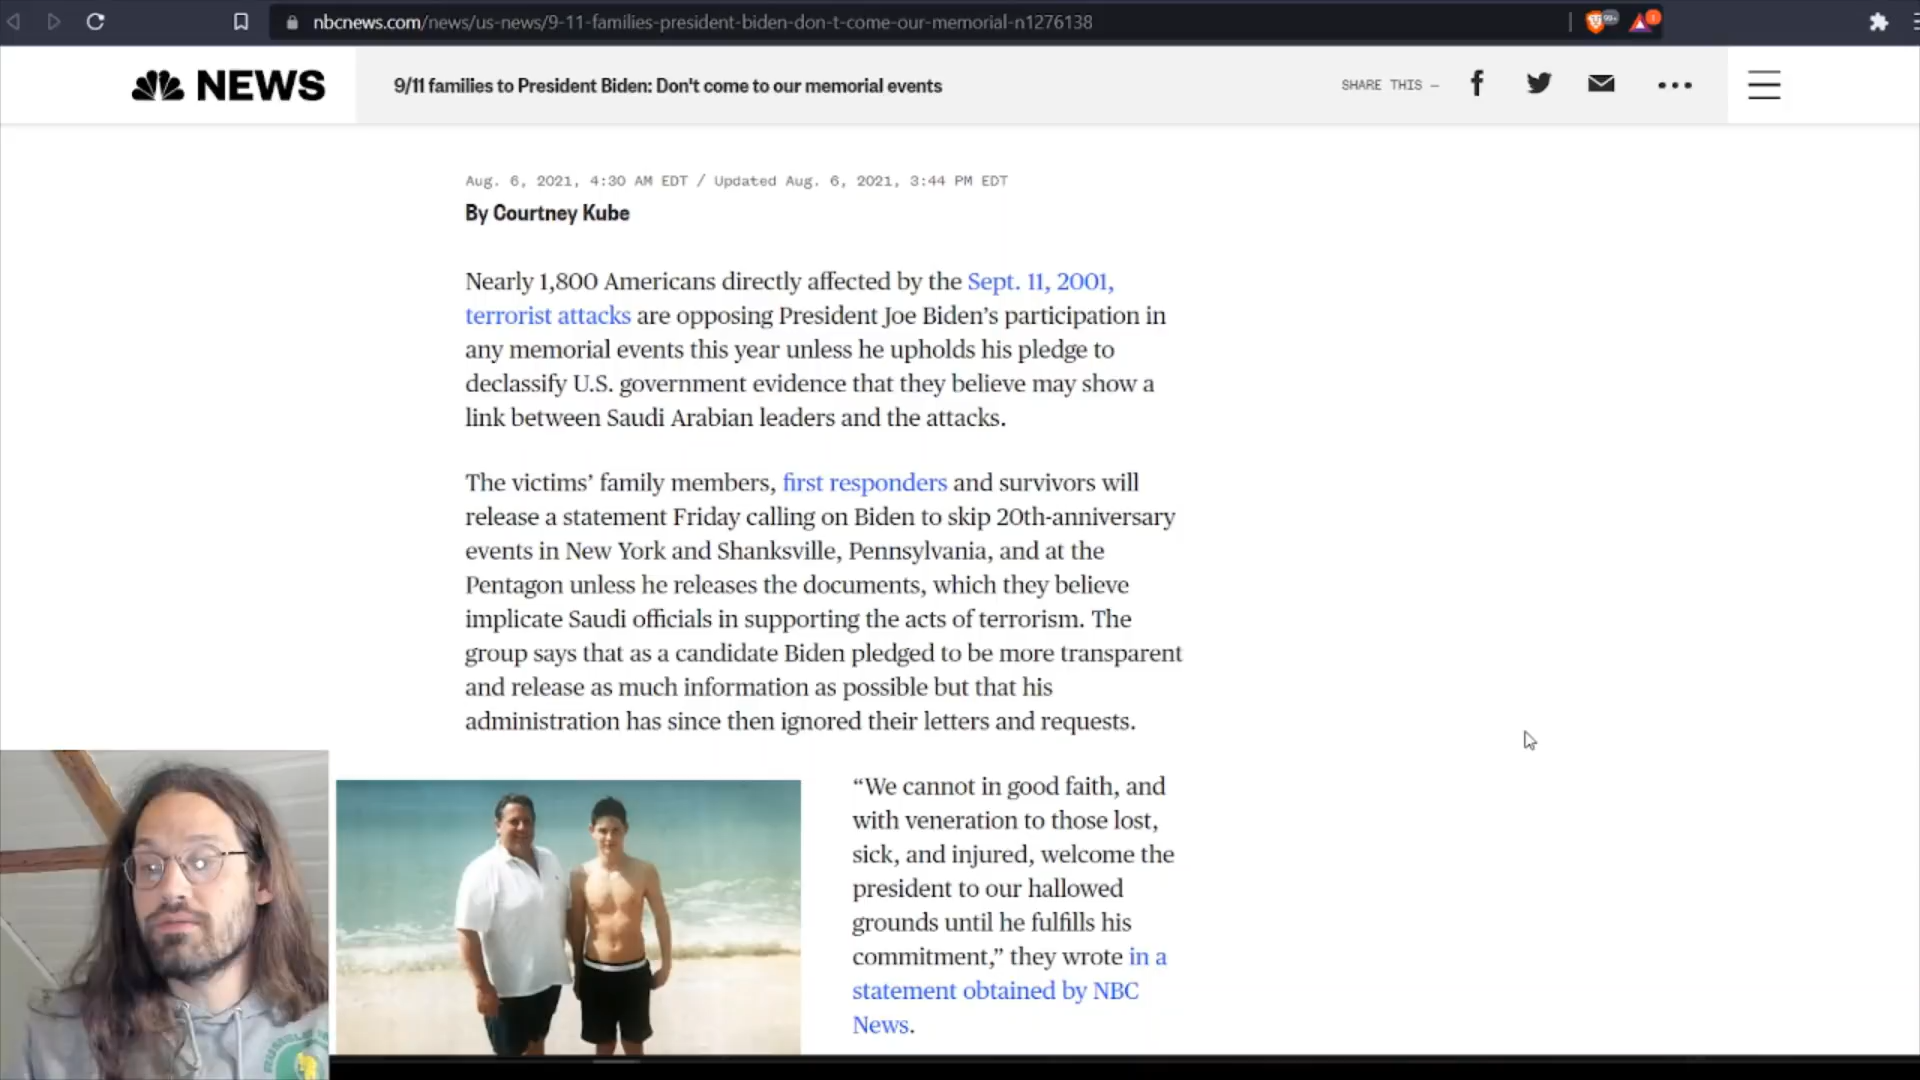 nbcnews.com/news/us-news/9-11-families-president-biden-don-t-come-our-memorial-n1276138
NEWS
9/11 families to President Biden: Don't come to our memorial events
SHARE THIS —
Aug. 6, 2021, 4:30 AM EDT / Updated Aug. 6, 2021, 3:44 PM EDT
By Courtney Kube
Nearly 1,800 Americans directly affected by the Sept. 11, 2001,
terrorist attacks are opposing President Joe Biden’s participation in
any memorial events this year unless he upholds his pledge to
declassify U.S. government evidence that they believe may show a
link between Saudi Arabian leaders and the attacks.
The victims’ family members, first responders and survivors will
release a statement Friday calling on Biden to skip 20th-anniversary
events in New York and Shanksville, Pennsylvania, and at the
Pentagon unless he releases the documents, which they believe
implicate Saudi officials in supporting the acts of terrorism. The
group says that as a candidate Biden pledged to be more transparent
and release as much information as possible but that his
administration has since then ignored their letters and requests.
“We cannot in good faith, and
with veneration to those lost,
sick, and injured, welcome the
president to our hallowed
grounds until he fulfills his
commitment,” they wrote in a
statement obtained by NBC
News.